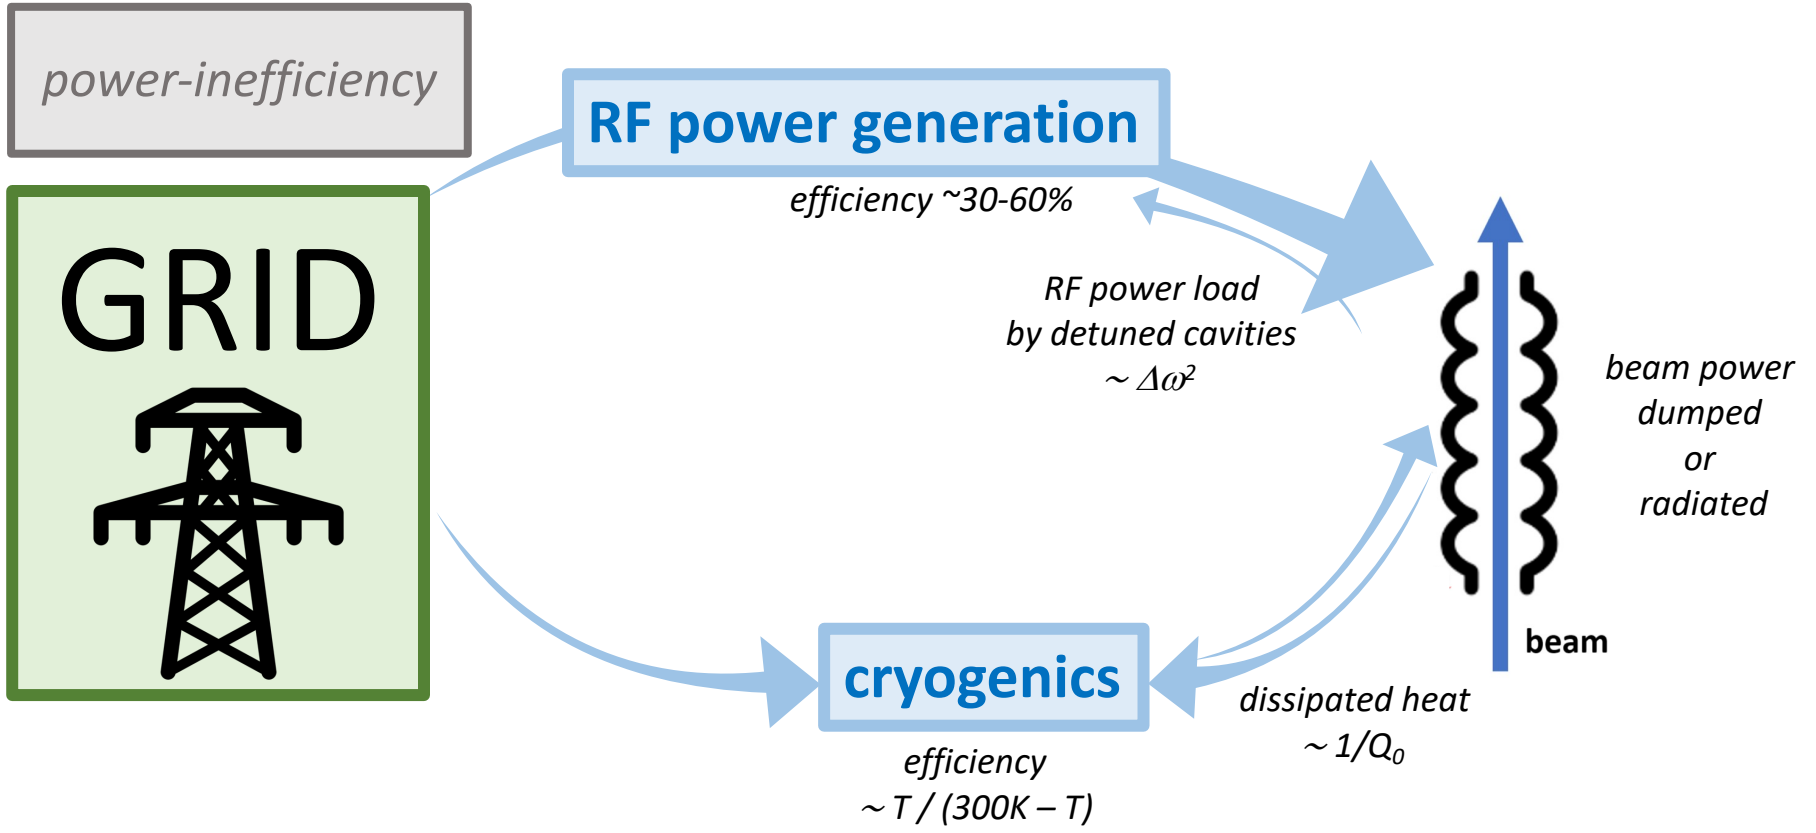 power-inefficiency
RF power generation
efficiency ~30-60%
GRID
RF power load
by detuned cavities
~ Δω²
beam power
dumped
or
radiated
beam
cryogenics
dissipated heat
~ 1/Q₀
efficiency
~ T / (300K – T)